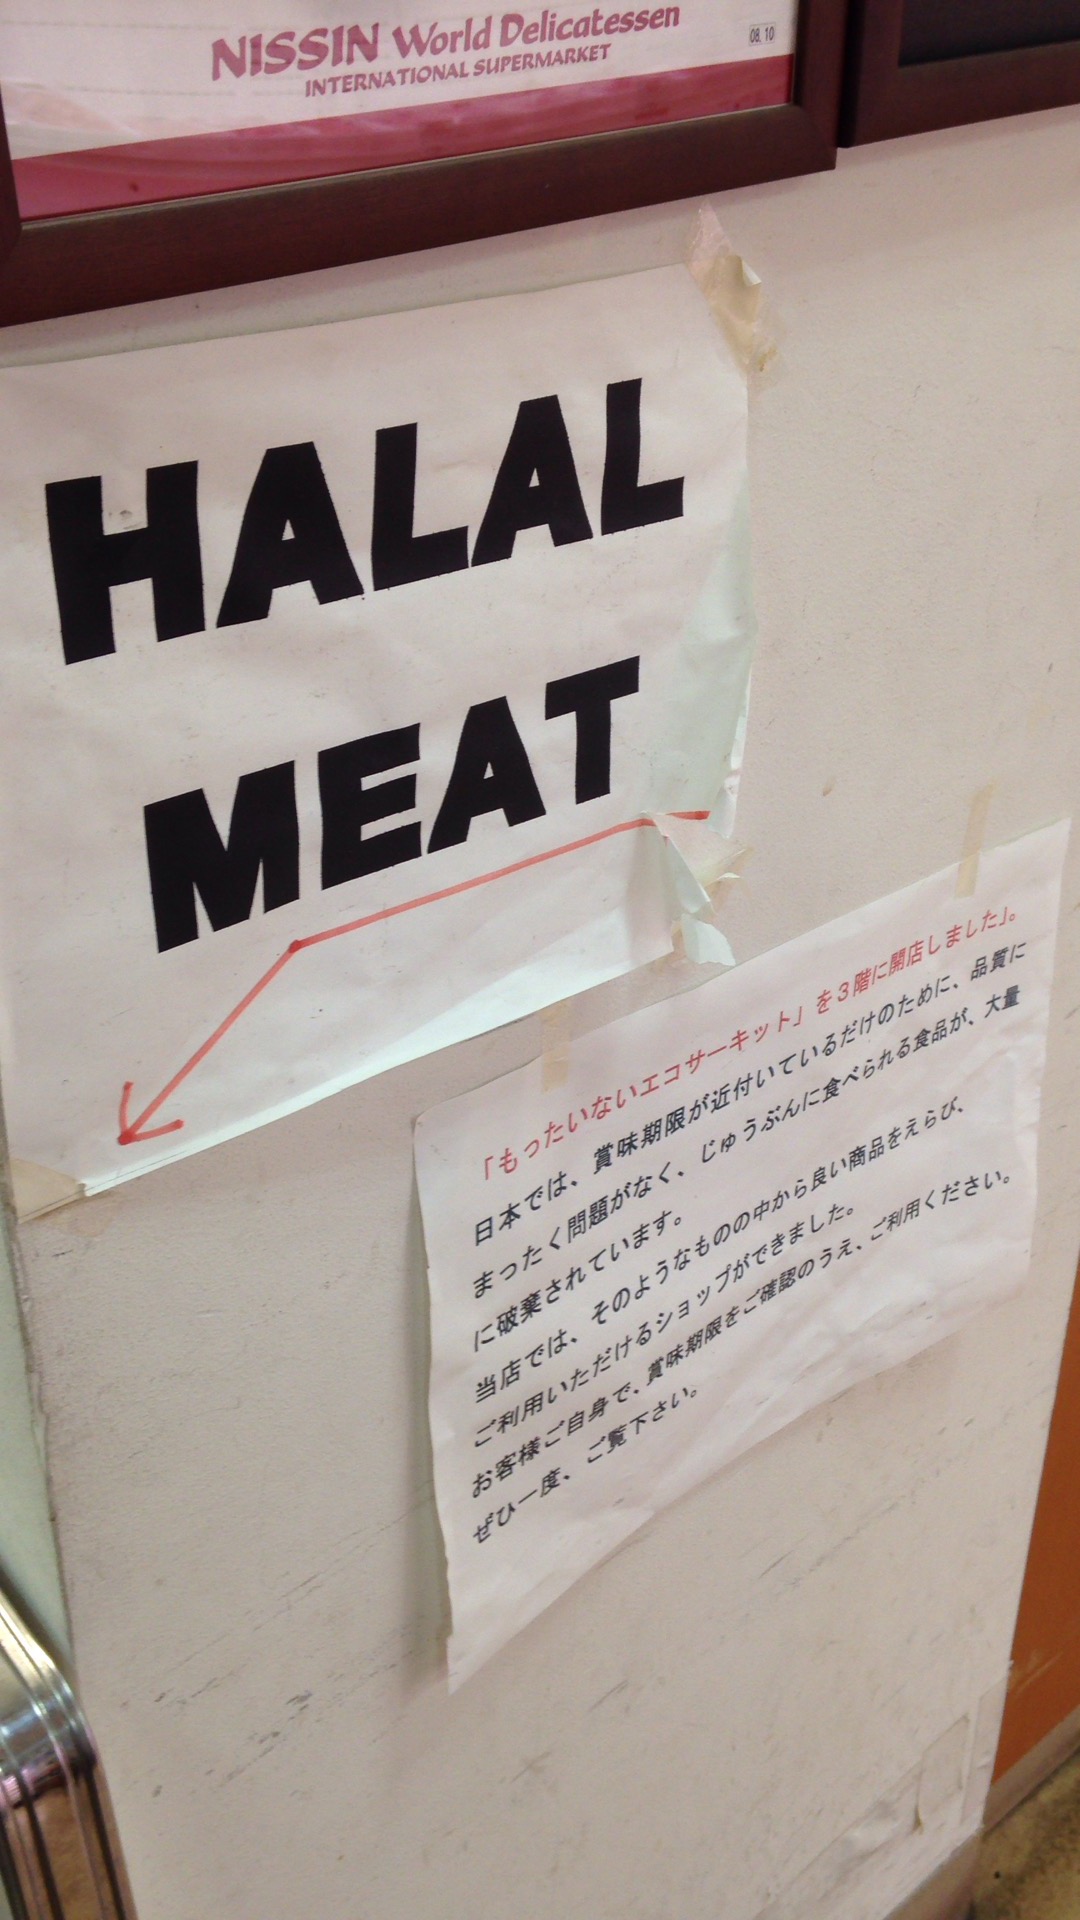 NISSIN World Delicatessen
INTERNATIONAL SUPERMARKET
08.10
HALAL
MEAT
「もったいないエコサーキット」を３階に開店しました」。
日本では、賞味期限が近付いているだけのために、品質に
まったく問題がなく、じゅうぶんに食べられる食品が、大量
に破棄されています。
当店では、そのようなものの中から良い商品をえらび、
ご利用いただけるショップができました。
お客様ご自身で、賞味期限をご確認のうえ、ご利用ください。
ぜひ一度、ご覧下さい。